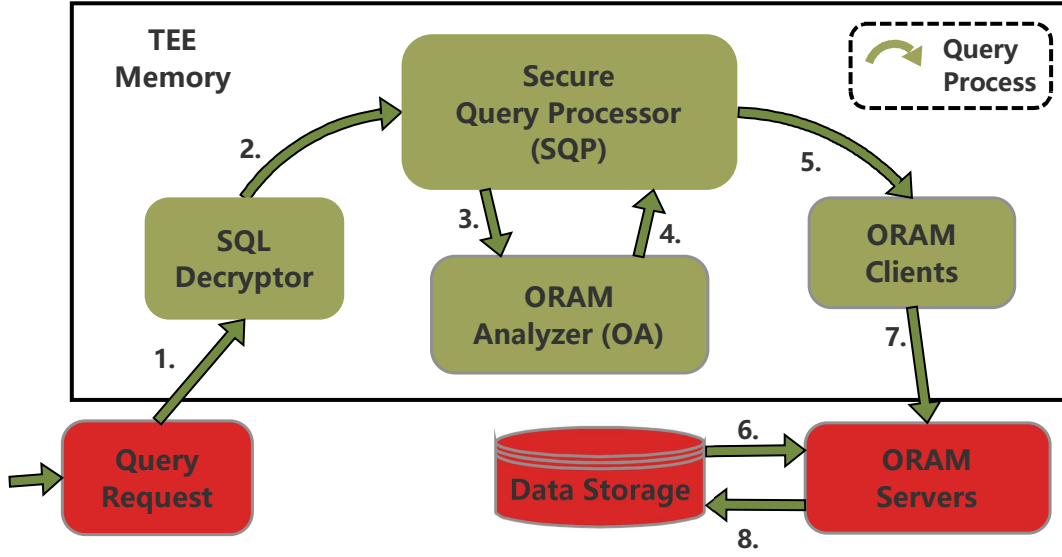 TEE
Memory
Secure
Query Processor
(SQP)
Query
Process
2.
5.
3.
4.
SQL
Decryptor
ORAM
Clients
ORAM
Analyzer (OA)
1.
7.
Query
Request
6.
Data Storage
ORAM
Servers
8.